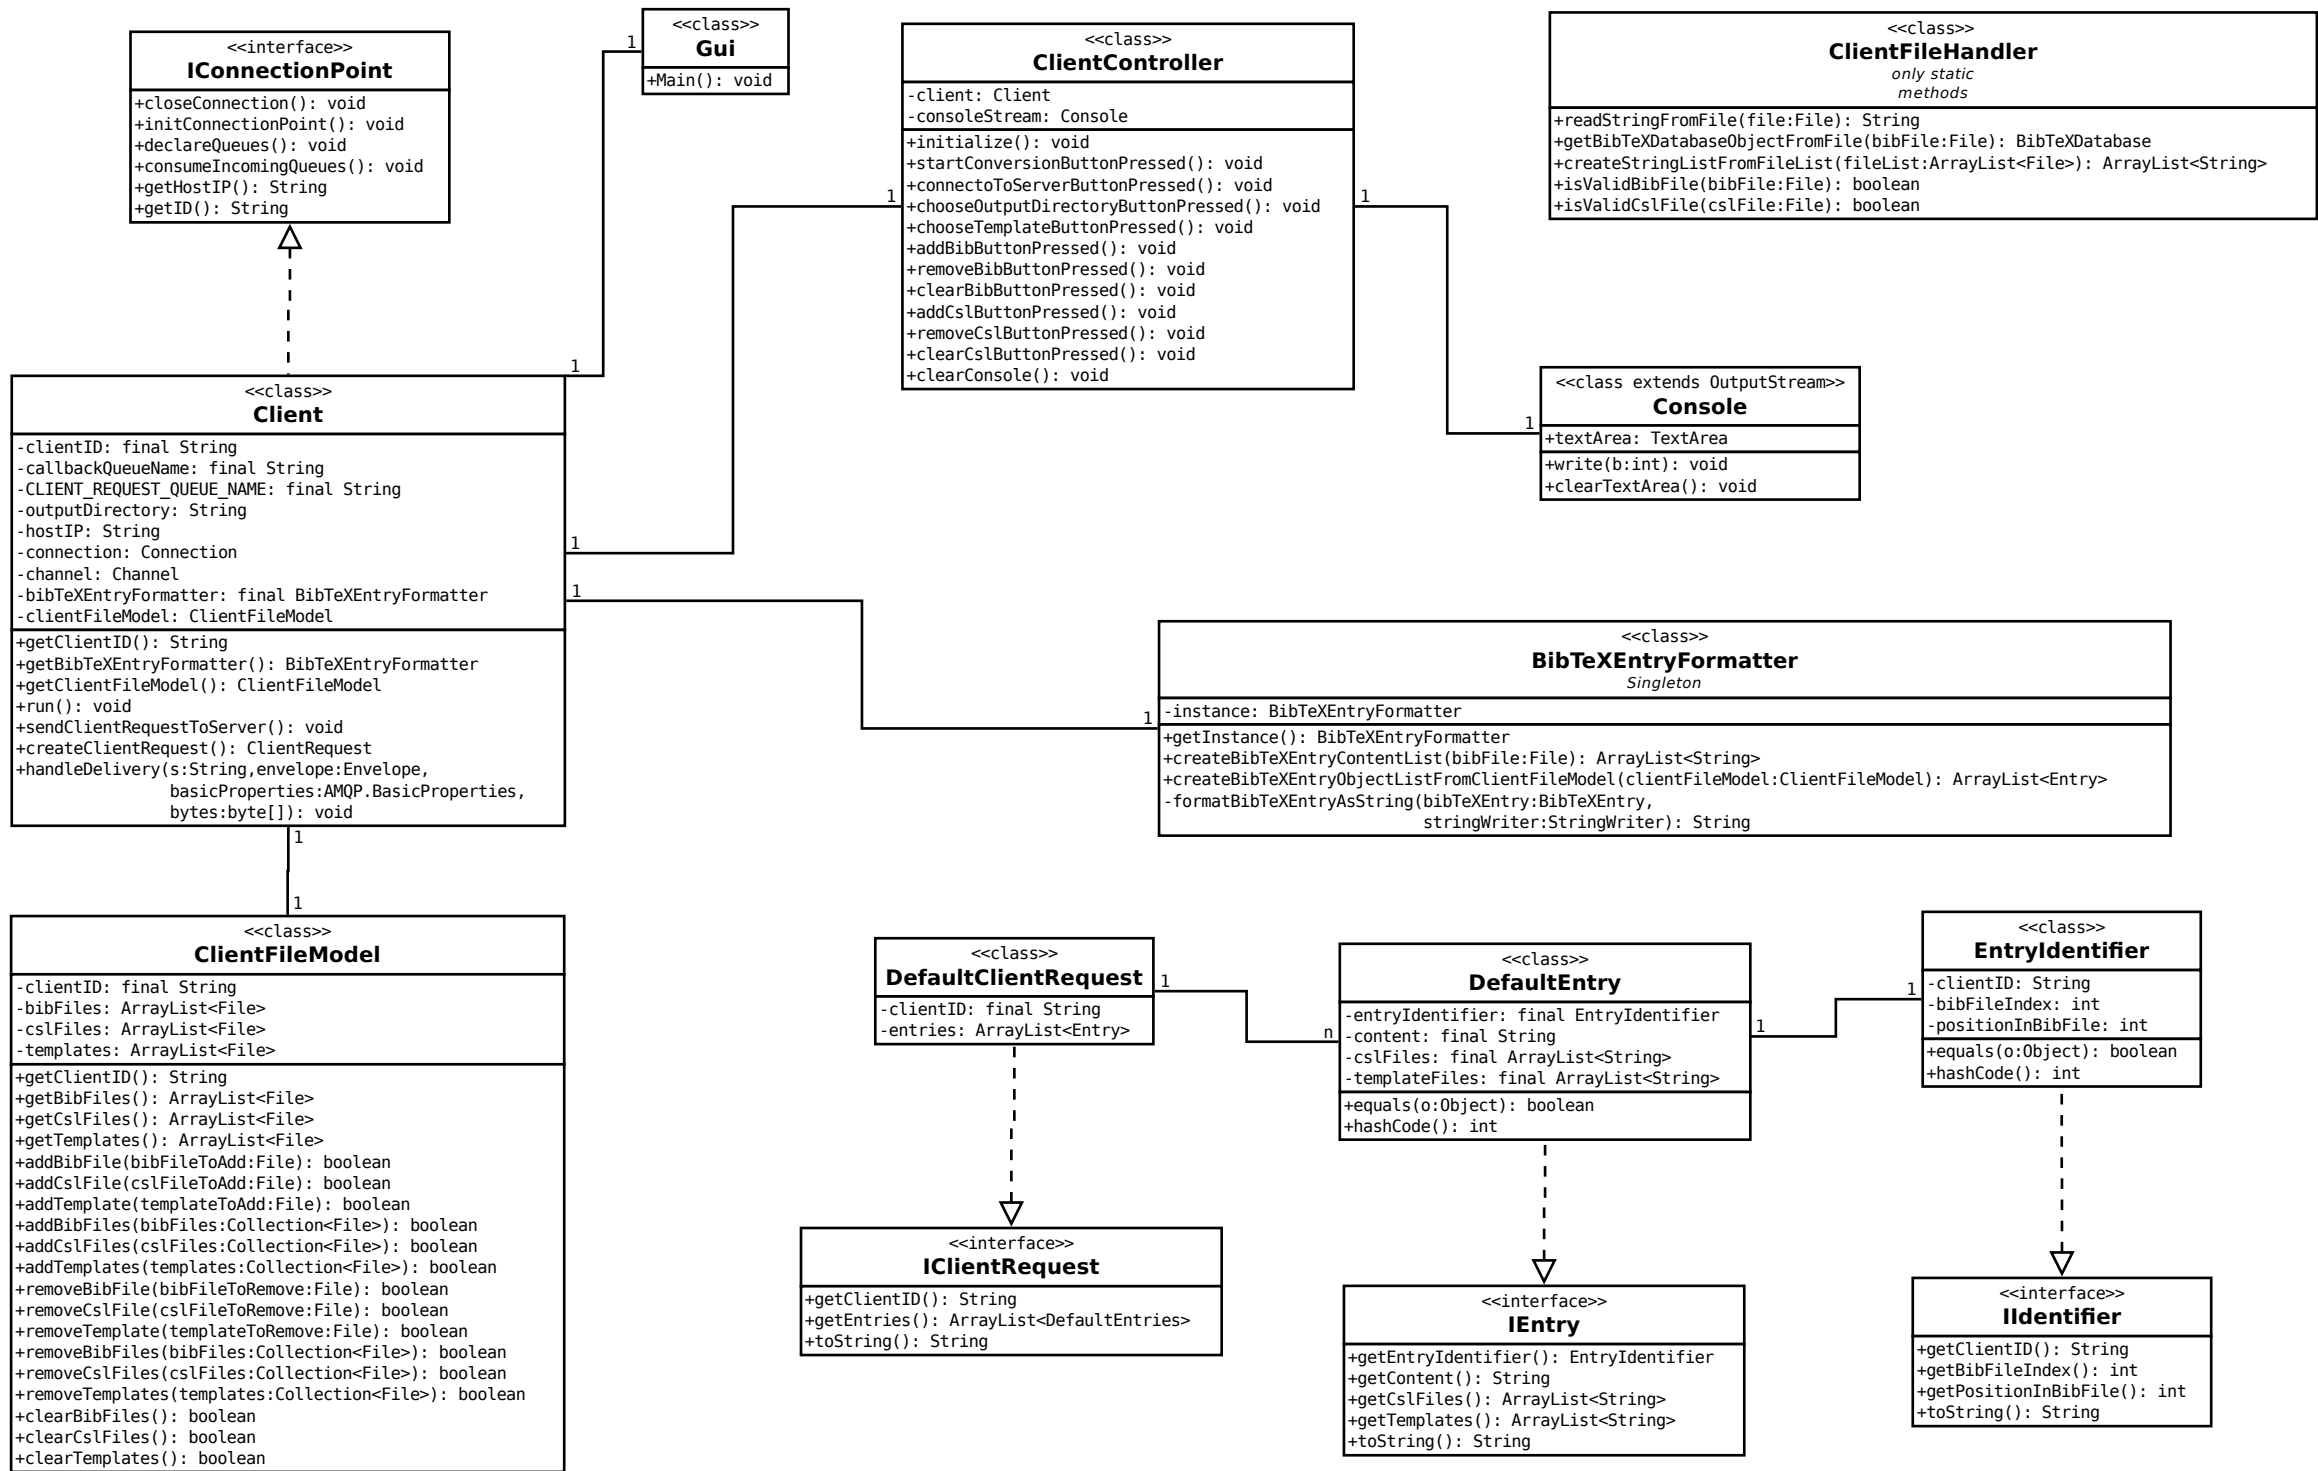 <<interface>>
IConnectionPoint
+closeConnection(): void
+initConnectionPoint(): void
+declareQueues(): void
+consumeIncomingQueues(): void
+getHostIP(): String
+getID(): String
<<class>>
Gui
+Main(): void
1
1
<<class>>
ClientController
-client: Client
-consoleStream: Console
+initialize(): void
+startConversionButtonPressed(): void
+connectoToServerButtonPressed(): void
+chooseOutputDirectoryButtonPressed(): void
+chooseTemplateButtonPressed(): void
+addBibButtonPressed(): void
+removeBibButtonPressed(): void
+clearBibButtonPressed(): void
+addCslButtonPressed(): void
+removeCslButtonPressed(): void
+clearCslButtonPressed(): void
+clearConsole(): void
1
1
<<class>>
ClientFileHandler
only static
methods
+readStringFromFile(file:File): String
+getBibTeXDatabaseObjectFromFile(bibFile:File): BibTeXDatabase
+createStringListFromFileList(fileList:ArrayList<File>): ArrayList<String>
+isValidBibFile(bibFile:File): boolean
+isValidCslFile(cslFile:File): boolean
<<class extends OutputStream>>
Console
+textArea: TextArea
+write(b:int): void
+clearTextArea(): void
1
<<class>>
Client
-clientID: final String
-callbackQueueName: final String
-CLIENT_REQUEST_QUEUE_NAME: final String
-outputDirectory: String
-hostIP: String
-connection: Connection
-channel: Channel
-bibTeXEntryFormatter: final BibTeXEntryFormatter
-clientFileModel: ClientFileModel
+getClientID(): String
+getBibTeXEntryFormatter(): BibTeXEntryFormatter
+getClientFileModel(): ClientFileModel
+run(): void
+sendClientRequestToServer(): void
+createClientRequest(): ClientRequest
+handleDelivery(s:String,envelope:Envelope,
basicProperties:AMQP.BasicProperties,
bytes:byte[]): void
1
1
1
1
<<class>>
BibTeXEntryFormatter
Singleton
-instance: BibTeXEntryFormatter
+getInstance(): BibTeXEntryFormatter
+createBibTeXEntryContentList(bibFile:File): ArrayList<String>
+createBibTeXEntryObjectListFromClientFileModel(clientFileModel:ClientFileModel): ArrayList<Entry>
-formatBibTeXEntryAsString(bibTeXEntry:BibTeXEntry,
stringWriter:StringWriter): String
1
<<class>>
ClientFileModel
-clientID: final String
-bibFiles: ArrayList<File>
-cslFiles: ArrayList<File>
-templates: ArrayList<File>
+getClientID(): String
+getBibFiles(): ArrayList<File>
+getCslFiles(): ArrayList<File>
+getTemplates(): ArrayList<File>
+addBibFile(bibFileToAdd:File): boolean
+addCslFile(cslFileToAdd:File): boolean
+addTemplate(templateToAdd:File): boolean
+addBibFiles(bibFiles:Collection<File>): boolean
+addCslFiles(cslFiles:Collection<File>): boolean
+addTemplates(templates:Collection<File>): boolean
+removeBibFile(bibFileToRemove:File): boolean
+removeCslFile(cslFileToRemove:File): boolean
+removeTemplate(templateToRemove:File): boolean
+removeBibFiles(bibFiles:Collection<File>): boolean
+removeCslFiles(cslFiles:Collection<File>): boolean
+removeTemplates(templates:Collection<File>): boolean
+clearBibFiles(): boolean
+clearCslFiles(): boolean
+clearTemplates(): boolean
<<class>>
DefaultClientRequest
-clientID: final String
-entries: ArrayList<Entry>
1
n
<<class>>
DefaultEntry
-entryIdentifier: final EntryIdentifier
-content: final String
-cslFiles: final ArrayList<String>
-templateFiles: final ArrayList<String>
+equals(o:Object): boolean
+hashCode(): int
1
1
<<class>>
EntryIdentifier
-clientID: String
-bibFileIndex: int
-positionInBibFile: int
+equals(o:Object): boolean
+hashCode(): int
<<interface>>
IClientRequest
+getClientID(): String
+getEntries(): ArrayList<DefaultEntries>
+toString(): String
<<interface>>
IEntry
+getEntryIdentifier(): EntryIdentifier
+getContent(): String
+getCslFiles(): ArrayList<String>
+getTemplates(): ArrayList<String>
+toString(): String
<<interface>>
IIdentifier
+getClientID(): String
+getBibFileIndex(): int
+getPositionInBibFile(): int
+toString(): String